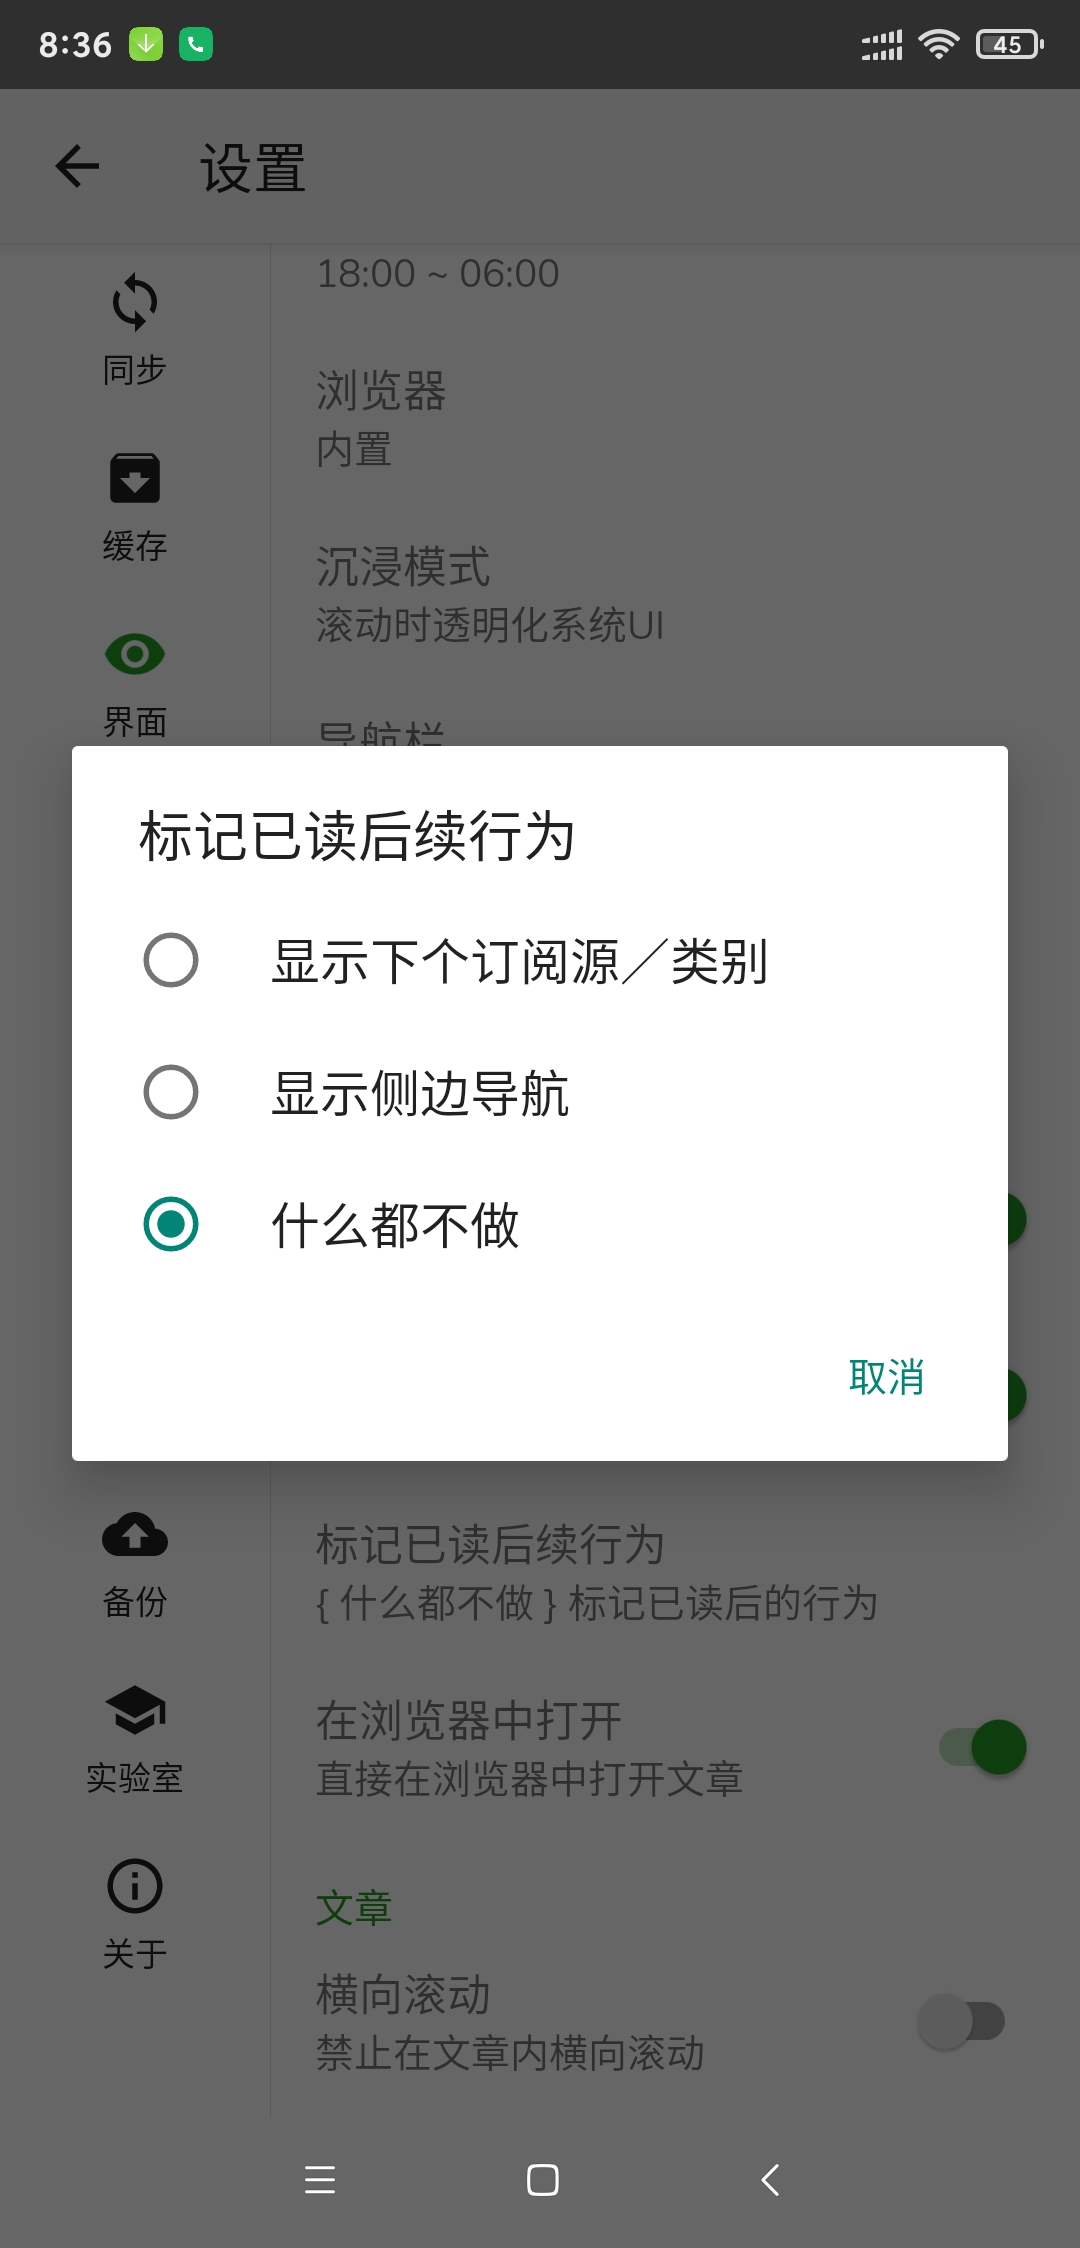 8:36
45
设置
18:00 ~ 06:00
同步
浏览器
内置
缓存
沉浸模式
滚动时透明化系统UI
界面
导航栏
标记已读后续行为
显示下个订阅源／类别
显示侧边导航
什么都不做
取消
标记已读后续行为
{ 什么都不做 } 标记已读后的行为
备份
在浏览器中打开
直接在浏览器中打开文章
实验室
文章
关于
横向滚动
禁止在文章内横向滚动